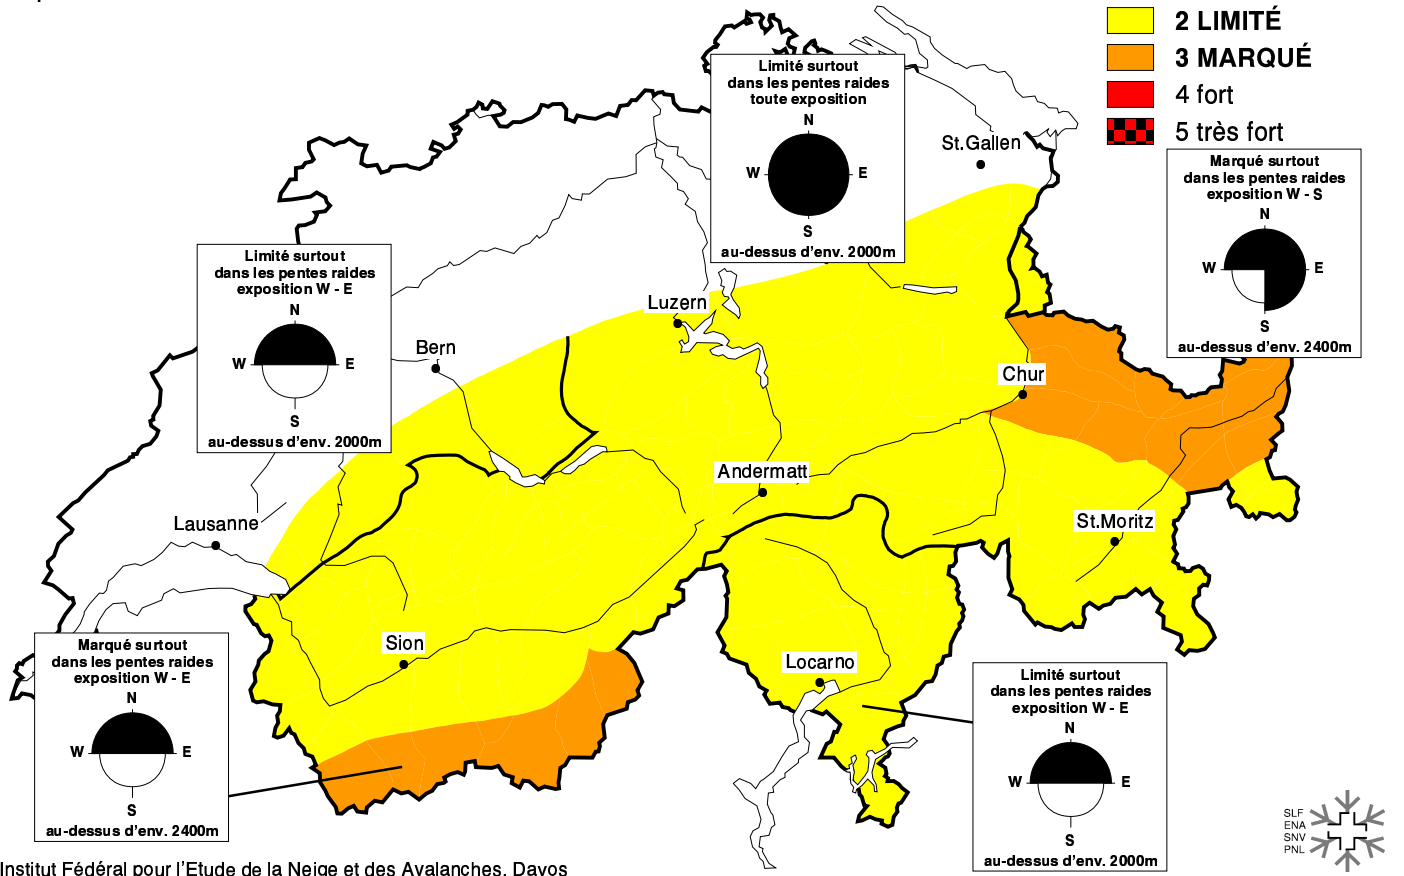 2 LIMITÉ
3 MARQUÉ
4 fort
5 très fort
Limité surtout
dans les pentes raides
toute exposition
N
W
E
S
au-dessus d'env. 2000m
St.Gallen
Marqué surtout
dans les pentes raides
exposition W - S
N
W
E
S
au-dessus d'env. 2400m
Limité surtout
dans les pentes raides
exposition W - E
N
W
E
S
au-dessus d'env. 2000m
Luzern
Bern
Chur
Andermatt
Lausanne
St.Moritz
Sion
Locarno
Marqué surtout
dans les pentes raides
exposition W - E
N
W
E
S
au-dessus d'env. 2400m
Limité surtout
dans les pentes raides
exposition W - E
N
W
E
S
au-dessus d'env. 2000m
SLF
ENA
SNV
PNL
Institut Fédéral pour l'Etude de la Neige et des Avalanches, Davos